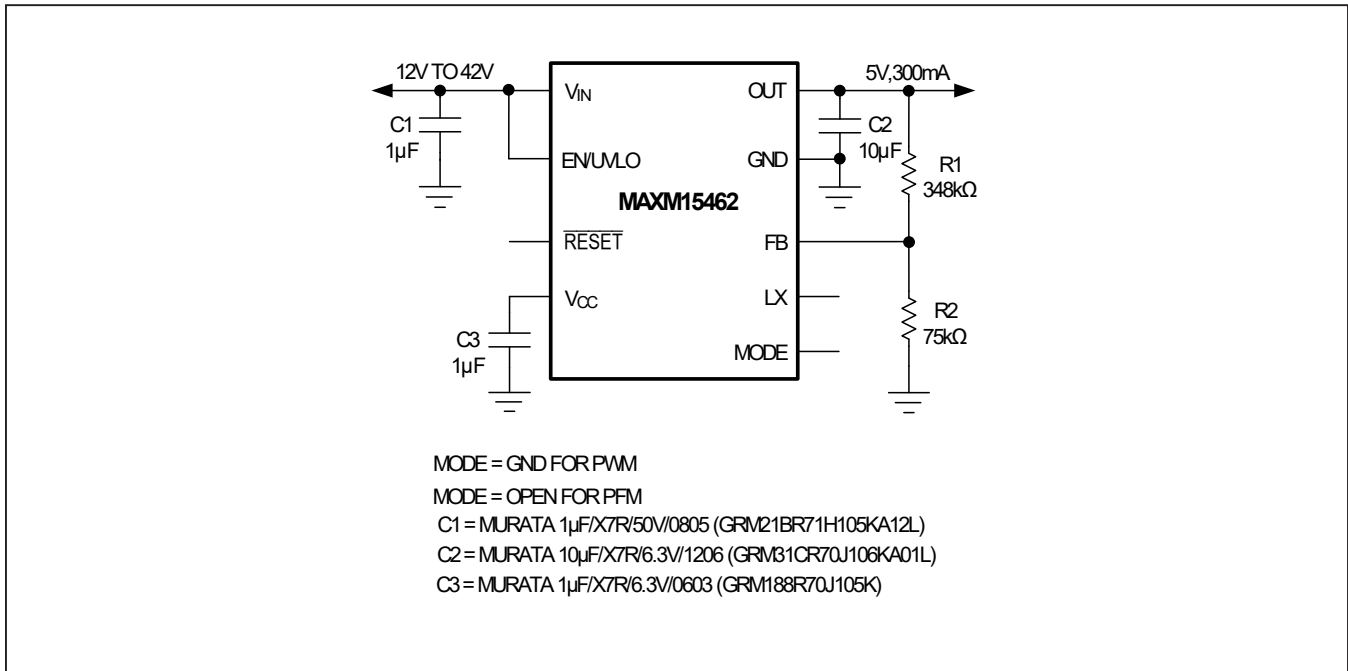 12V TO 42V
5V,300mA
VIN
OUT
C1
1µF
C2
10µF
EN/UVLO
GND
R1
348kΩ
MAXM15462
RESET
FB
VCC
LX
C3
1µF
R2
75kΩ
MODE
MODE = GND FOR PWM
MODE = OPEN FOR PFM
C1 = MURATA 1µF/X7R/50V/0805 (GRM21BR71H105KA12L)
C2 = MURATA 10µF/X7R/6.3V/1206 (GRM31CR70J106KA01L)
C3 = MURATA 1µF/X7R/6.3V/0603 (GRM188R70J105K)